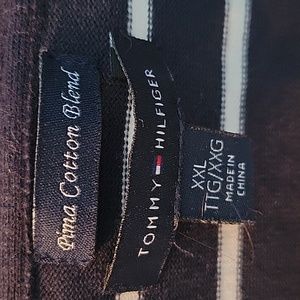 Pima Cotton Blend
TOMMY HILFIGER
XXL
TTG/XXG
MADE IN
CHINA